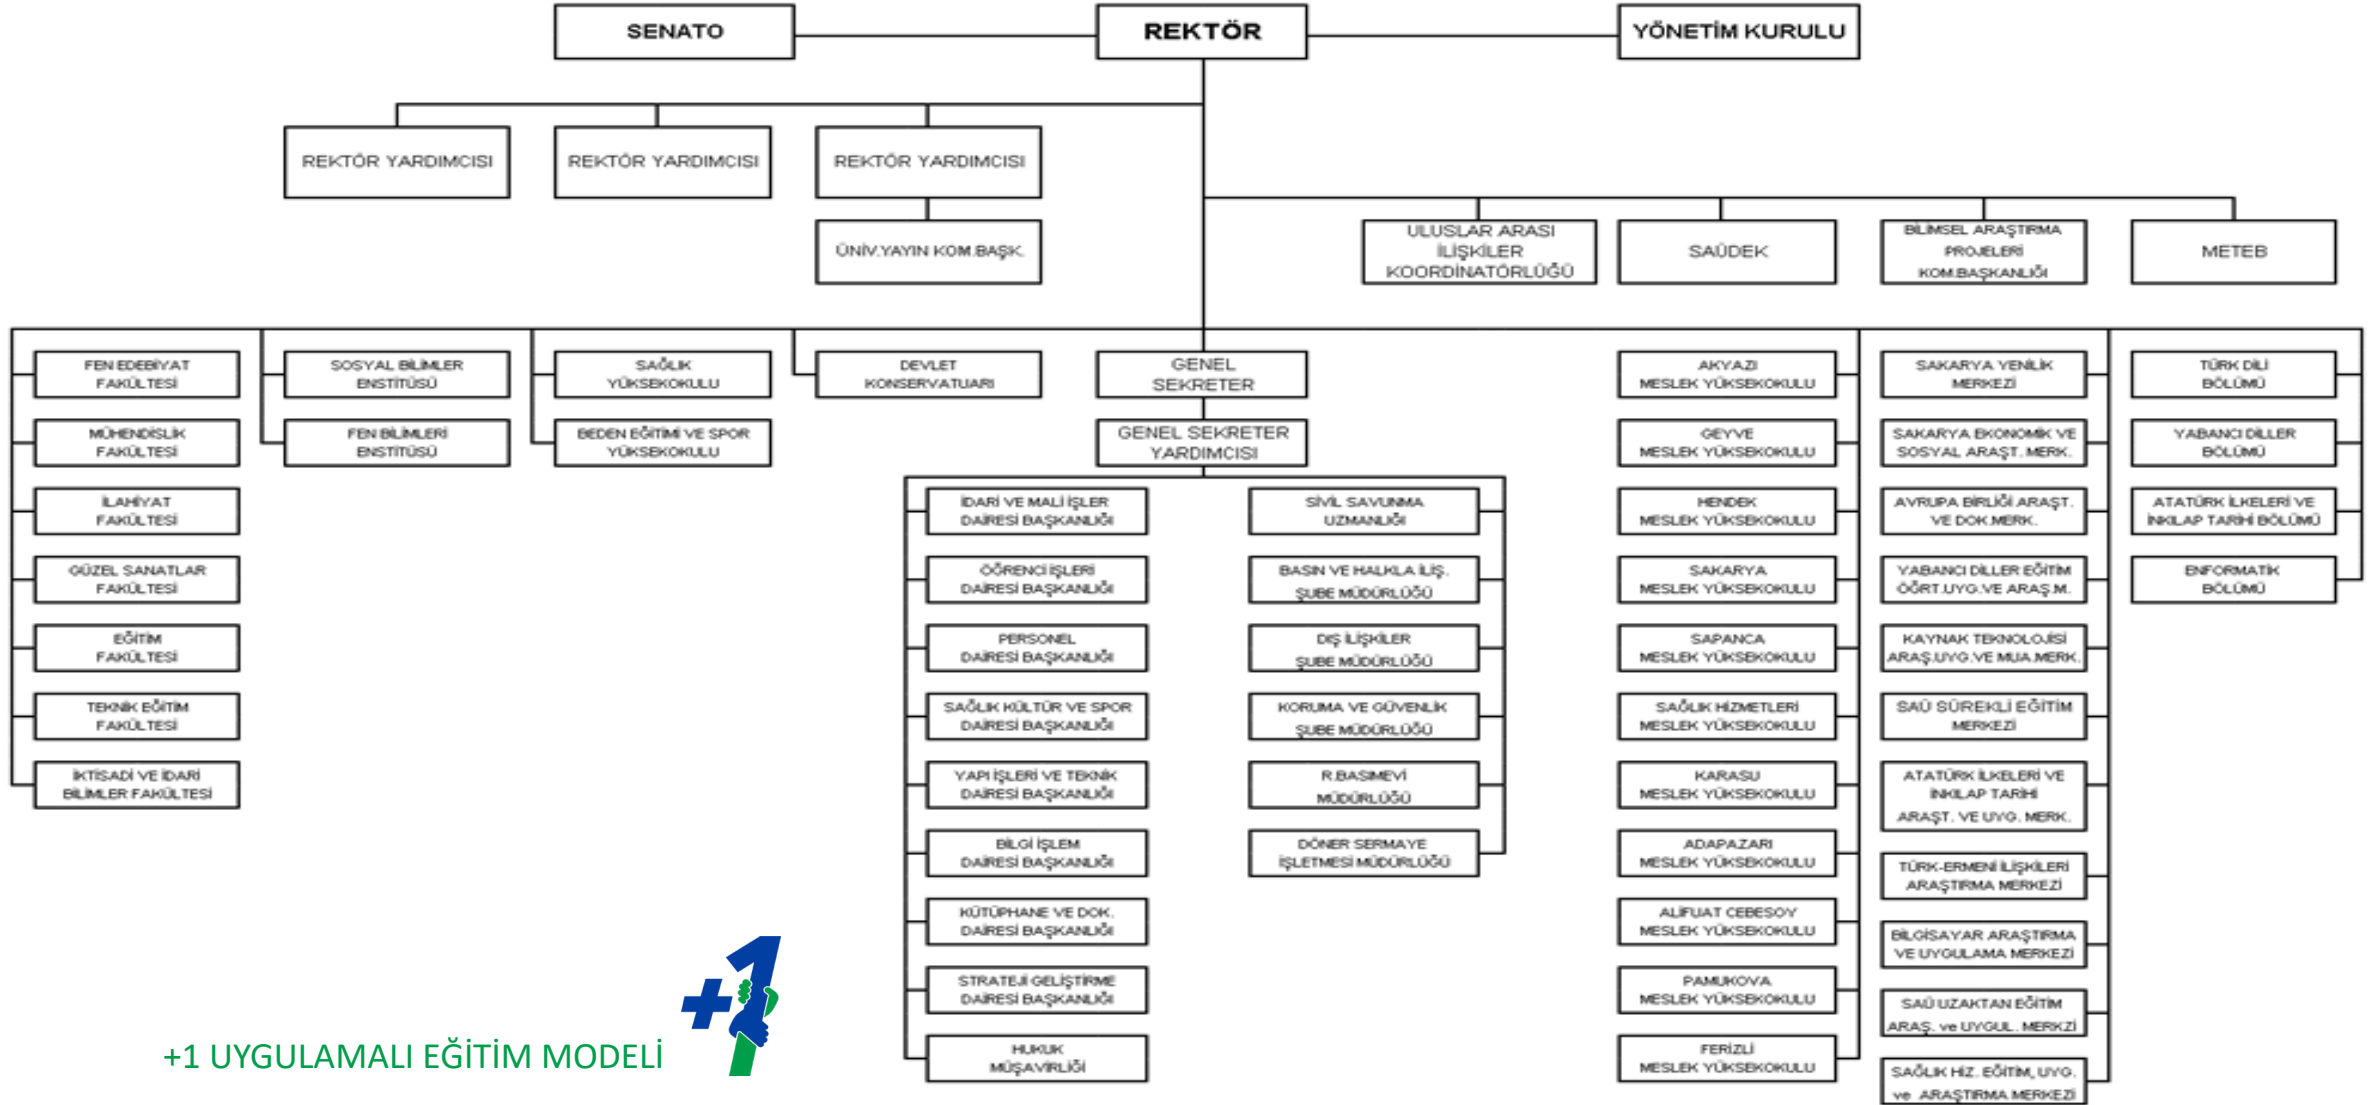 SENATO
REKTÖR
YÖNETİM KURULU
REKTÖR YARDIMCISI
REKTÖR YARDIMCISI
REKTÖR YARDIMCISI
ÜNİV.YAYIN KOM.BAŞK.
ULUSLAR ARASI
İLİŞKİLER
KOORDİNATÖRLÜĞÜ
SAÜDEK
BİLİMSEL ARAŞTIRMA
PROJELERİ
KOM.BAŞKANLIĞI
METEB
FEN EDEBİYAT
FAKÜLTESİ
MÜHENDİSLİK
FAKÜLTESİ
İLAHİYAT
FAKÜLTESİ
GÜZEL SANATLAR
FAKÜLTESİ
EĞİTİM
FAKÜLTESİ
TEKNİK EĞİTİM
FAKÜLTESİ
İKTİSADİ VE İDARİ
BİLİMLER FAKÜLTESİ
SOSYAL BİLİMLER
ENSTİTÜSÜ
FEN BİLİMLERİ
ENSTİTÜSÜ
SAĞLIK
YÜKSEKOKULU
BEDEN EĞİTİMİ VE SPOR
YÜKSEKOKULU
DEVLET
KONSERVATUARI
GENEL
SEKRETER
GENEL SEKRETER
YARDIMCISI
İDARİ VE MALİ İŞLER
DAİRESİ BAŞKANLIĞI
ÖĞRENCİ İŞLERİ
DAİRESİ BAŞKANLIĞI
PERSONEL
DAİRESİ BAŞKANLIĞI
SAĞLIK KÜLTÜR VE SPOR
DAİRESİ BAŞKANLIĞI
YAPI İŞLERİ VE TEKNİK
DAİRESİ BAŞKANLIĞI
BİLGİ İŞLEM
DAİRESİ BAŞKANLIĞI
KÜTÜPHANE VE DOK.
DAİRESİ BAŞKANLIĞI
STRATEJİ GELİŞTİRME
DAİRESİ BAŞKANLIĞI
HUKUK
MÜŞAVİRLİĞİ
SİVİL SAVUNMA
UZMANLIĞI
BASIN VE HALKLA İLİŞ.
ŞUBE MÜDÜRLÜĞÜ
DIŞ İLİŞKİLER
ŞUBE MÜDÜRLÜĞÜ
KORUMA VE GÜVENLİK
ŞUBE MÜDÜRLÜĞÜ
R.BASIMEVİ
MÜDÜRLÜĞÜ
DÖNER SERMAYE
İŞLETMESİ MÜDÜRLÜĞÜ
AKYAZI
MESLEK YÜKSEKOKULU
GEYVE
MESLEK YÜKSEKOKULU
HENDEK
MESLEK YÜKSEKOKULU
SAKARYA
MESLEK YÜKSEKOKULU
SAPANCA
MESLEK YÜKSEKOKULU
SAĞLIK HİZMETLERİ
MESLEK YÜKSEKOKULU
KARASU
MESLEK YÜKSEKOKULU
ADAPAZARI
MESLEK YÜKSEKOKULU
ALİFUAT CEBESOY
MESLEK YÜKSEKOKULU
PAMUKOVA
MESLEK YÜKSEKOKULU
FERİZLİ
MESLEK YÜKSEKOKULU
SAKARYA YENİLİK
MERKEZİ
SAKARYA EKONOMİK VE
SOSYAL ARAŞT. MERK.
AVRUPA BİRLİĞİ ARAŞT.
VE DOK.MERK.
YABANCI DİLLER EĞİTİM
ÖĞRT.UYG.VE ARAŞ.M.
KAYNAK TEKNOLOJİSİ
ARAŞ.UYG.VE MUA.MERK.
SAÜ SÜREKLİ EĞİTİM
MERKEZİ
ATATÜRK İLKELERİ VE
İNKILAP TARİHİ
ARAŞT. VE UYG. MERK.
TÜRK-ERMENİ İLİŞKİLERİ
ARAŞTIRMA MERKEZİ
BİLGİSAYAR ARAŞTIRMA
VE UYGULAMA MERKEZİ
SAÜ UZAKTAN EĞİTİM
ARAŞ. ve UYGUL. MERKZİ
SAĞLIK HİZ. EĞİTİM, UYG.
ve ARAŞTIRMA MERKEZİ
TÜRK DİLİ
BÖLÜMÜ
YABANCI DİLLER
BÖLÜMÜ
ATATÜRK İLKELERİ VE
İNKILAP TARİHİ BÖLÜMÜ
ENFORMATİK
BÖLÜMÜ
+1
+1 UYGULAMALI EĞİTİM MODELİ